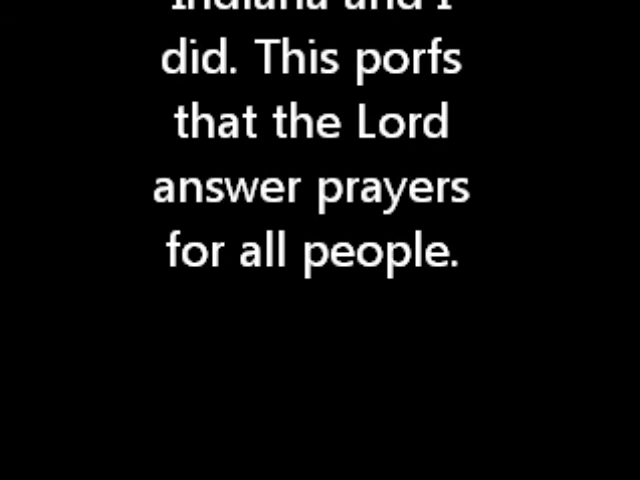 Indiana and I
did. This porfs
that the Lord
answer prayers
for all people.